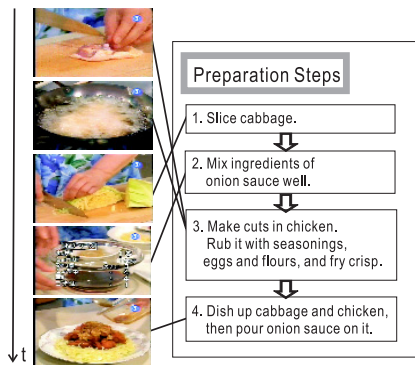 Preparation Steps
1. Slice cabbage.
2. Mix ingredients of
onion sauce well.
3. Make cuts in chicken.
Rub it with seasonings,
eggs and flours, and fry crisp.
4. Dish up cabbage and chicken,
then pour onion sauce on it.
t